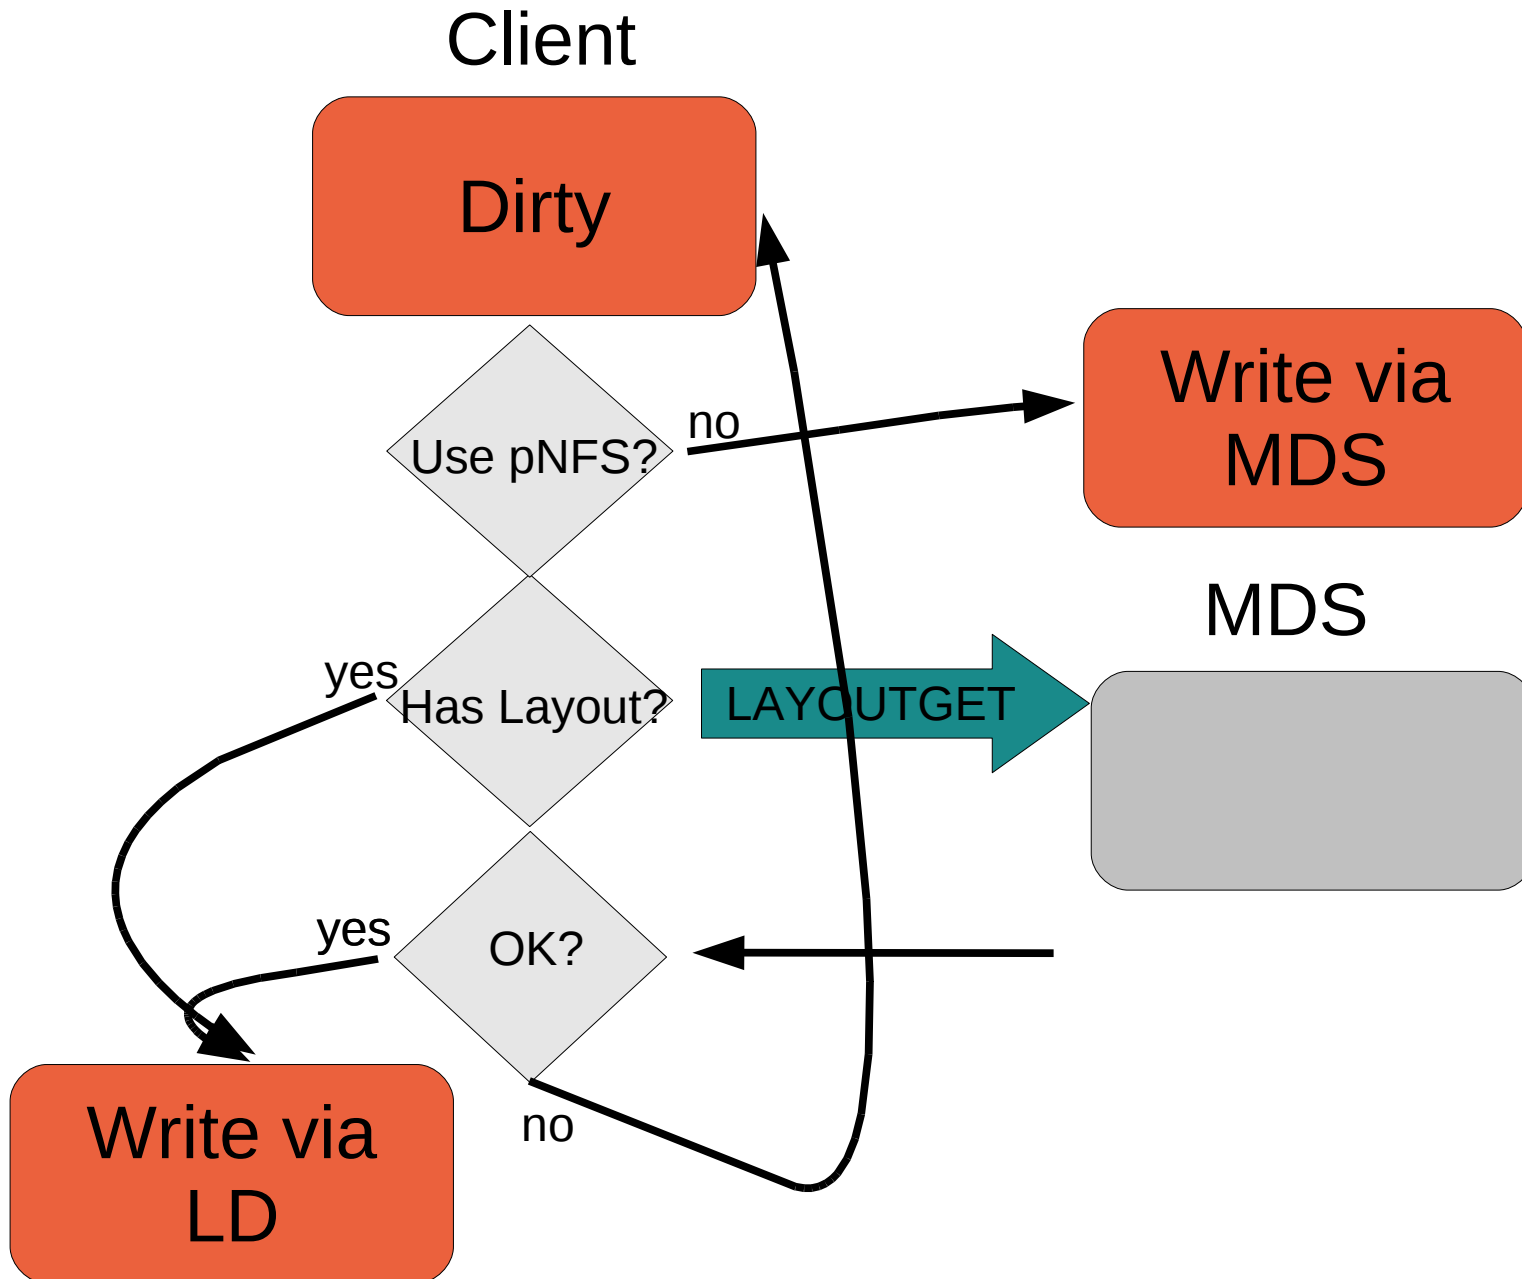 Client
Dirty
Use pNFS?
no
Write via
MDS
MDS
yes
Has Layout?
LAYOUTGET
yes
OK?
no
Write via
LD